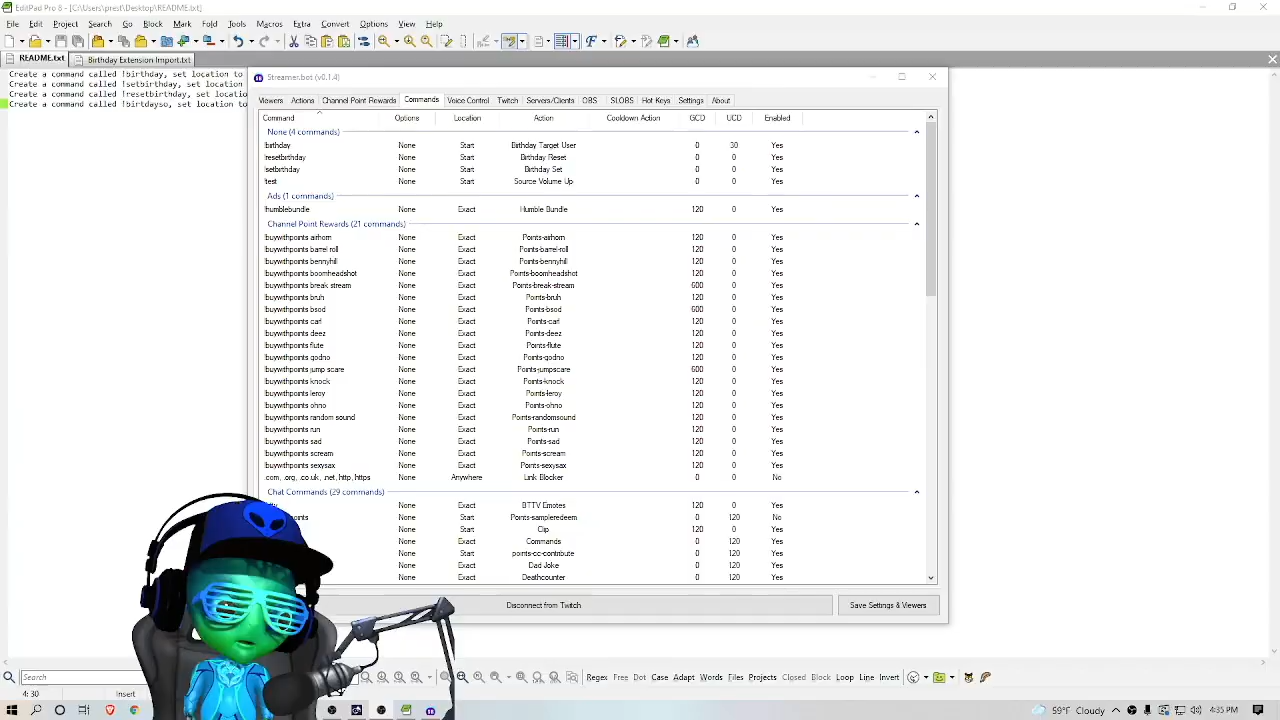 EditPad Pro 8 - [C:\Users\prest\Desktop\README.txt]
File Edit Project Search Go Block Mark Fold Tools Macros Extra Convert Options View Help
README.txt Birthday Extension Import.txt
Create a command called !birthday, set location to
Create a command called !setbirthday, set location
Create a command called !resetbirthday, set locatio
Create a command called !birtdayso, set location to
Streamer.bot (v0.1.4)
Viewers Actions Channel Point Rewards Commands Voice Control Twitch Servers/Clients OBS SLOBS Hot Keys Settings About
Command Options Location Action Cooldown Action GCD UCD Enabled
None (4 commands)
!birthday None Start Birthday Target User 0 30 Yes
!resetbirthday None Start Birthday Reset 0 0 Yes
!setbirthday None Start Birthday Set 0 0 Yes
!test None Start Source Volume Up 0 0 Yes
Ads (1 commands)
!humblebundle None Exact Humble Bundle 120 0 Yes
Channel Point Rewards (21 commands)
!buywithpoints airhorn None Exact Points-airhorn 120 0 Yes
!buywithpoints barrel roll None Exact Points-barrel-roll 120 0 Yes
!buywithpoints bennyhill None Exact Points-bennyhill 120 0 Yes
!buywithpoints boomheadshot None Exact Points-boomheadshot 120 0 Yes
!buywithpoints break stream None Exact Points-break-stream 600 0 Yes
!buywithpoints bruh None Exact Points-bruh 120 0 Yes
!buywithpoints bsod None Exact Points-bsod 600 0 Yes
!buywithpoints carl None Exact Points-carl 120 0 Yes
!buywithpoints deez None Exact Points-deez 120 0 Yes
!buywithpoints flute None Exact Points-flute 120 0 Yes
!buywithpoints godno None Exact Points-godno 120 0 Yes
!buywithpoints jump scare None Exact Points-jumpscare 600 0 Yes
!buywithpoints knock None Exact Points-knock 120 0 Yes
!buywithpoints leroy None Exact Points-leroy 120 0 Yes
!buywithpoints ohno None Exact Points-ohno 120 0 Yes
!buywithpoints random sound None Exact Points-randomsound 120 0 Yes
!buywithpoints run None Exact Points-run 120 0 Yes
!buywithpoints sad None Exact Points-sad 120 0 Yes
!buywithpoints scream None Exact Points-scream 120 0 Yes
!buywithpoints sexysax None Exact Points-sexysax 120 0 Yes
.com, .org, .co.uk, .net, http, https None Anywhere Link Blocker 0 0 No
Chat Commands (29 commands)
None Exact BTTV Emotes 120 0 Yes
None Start Points-sampleredeem 0 120 No
None Start Clip 120 0 Yes
None Exact Commands 0 120 Yes
None Start points-cc-contribute 0 120 Yes
None Exact Dad Joke 0 120 Yes
None Exact Deathcounter 0 120 Yes
Disconnect from Twitch Save Settings & Viewers
Search Regex Free Dot Case Adapt Words Files Projects Closed Block Loop Line Invert
4: 30 Insert
59°F Cloudy 4:35 PM